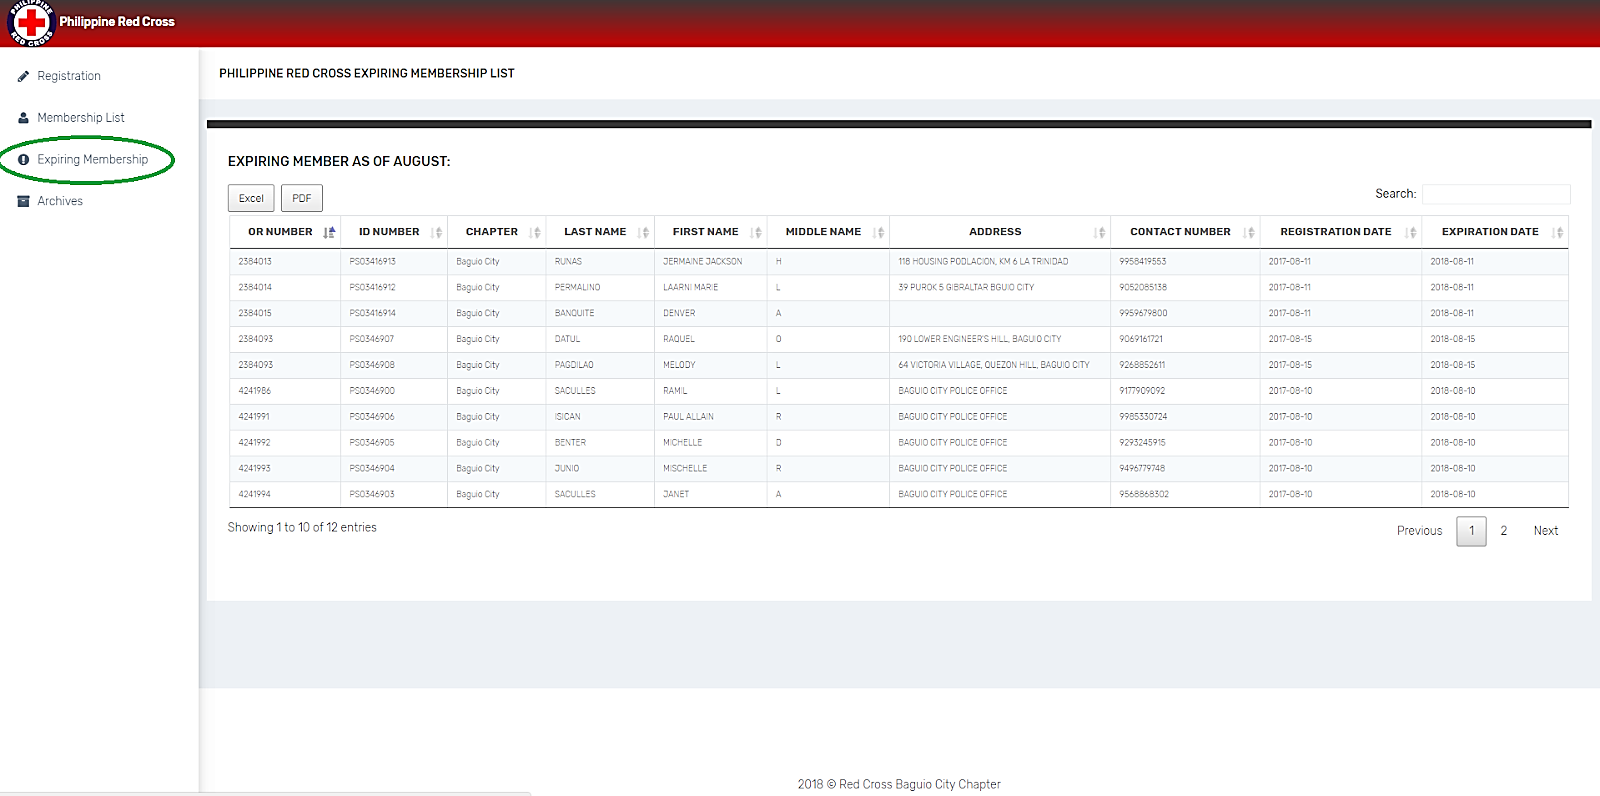 PHILIPPINE
RED CROSS
Philippine Red Cross
Registration
Membership List
Expiring Membership
Archives
PHILIPPINE RED CROSS EXPIRING MEMBERSHIP LIST
EXPIRING MEMBER AS OF AUGUST:
Excel PDF Search:
OR NUMBER ID NUMBER CHAPTER LAST NAME FIRST NAME MIDDLE NAME ADDRESS CONTACT NUMBER REGISTRATION DATE EXPIRATION DATE
2384013 PS03416913 Baguio City RUNAS JERMAINE JACKSON H 118 HOUSING PODLACION, KM 6 LA TRINIDAD 9958419553 2017-08-11 2018-08-11
2384014 PS03416912 Baguio City PERMALINO LAARNI MARIE L 39 PUROK 5 GIBRALTAR BGUIO CITY 9052085138 2017-08-11 2018-08-11
2384015 PS03416914 Baguio City BANQUITE DENVER A 9959679800 2017-08-11 2018-08-11
2384093 PS0346907 Baguio City DATUL RAQUEL O 190 LOWER ENGINEER'S HILL, BAGUIO CITY 9069161721 2017-08-15 2018-08-15
2384093 PS0346908 Baguio City PAGDILAO MELODY L 64 VICTORIA VILLAGE, QUEZON HILL, BAGUIO CITY 9268852611 2017-08-15 2018-08-15
4241986 PS0346900 Baguio City SACULLES RAMIL L BAGUIO CITY POLICE OFFICE 9177909092 2017-08-10 2018-08-10
4241991 PS0346906 Baguio City ISICAN PAUL ALLAIN R BAGUIO CITY POLICE OFFICE 9985330724 2017-08-10 2018-08-10
4241992 PS0346905 Baguio City BENTER MICHELLE D BAGUIO CITY POLICE OFFICE 9293245915 2017-08-10 2018-08-10
4241993 PS0346904 Baguio City JUNIO MISCHELLE R BAGUIO CITY POLICE OFFICE 9496779748 2017-08-10 2018-08-10
4241994 PS0346903 Baguio City SACULLES JANET A BAGUIO CITY POLICE OFFICE 9568868302 2017-08-10 2018-08-10
Showing 1 to 10 of 12 entries
Previous 1 2 Next
2018 © Red Cross Baguio City Chapter